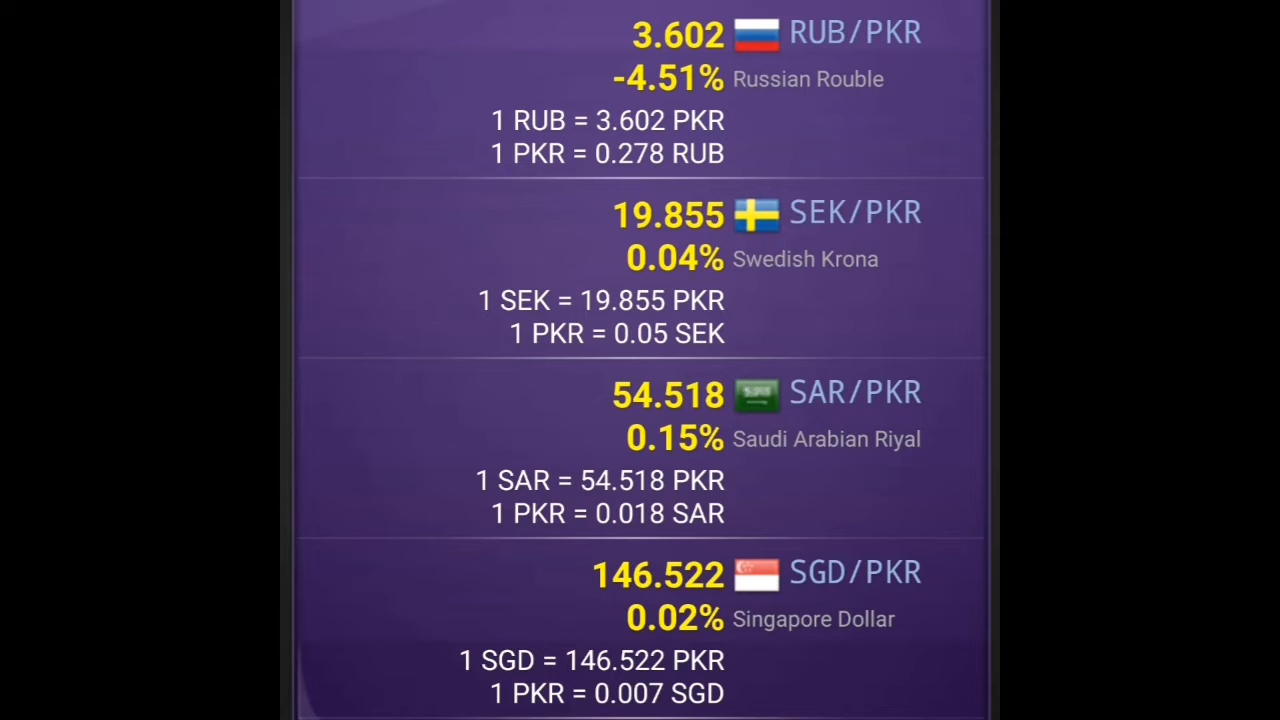 3.602 RUB/PKR
-4.51% Russian Rouble
1 RUB = 3.602 PKR
1 PKR = 0.278 RUB
19.855 SEK/PKR
0.04% Swedish Krona
1 SEK = 19.855 PKR
1 PKR = 0.05 SEK
54.518 SAR/PKR
0.15% Saudi Arabian Riyal
1 SAR = 54.518 PKR
1 PKR = 0.018 SAR
146.522 SGD/PKR
0.02% Singapore Dollar
1 SGD = 146.522 PKR
1 PKR = 0.007 SGD